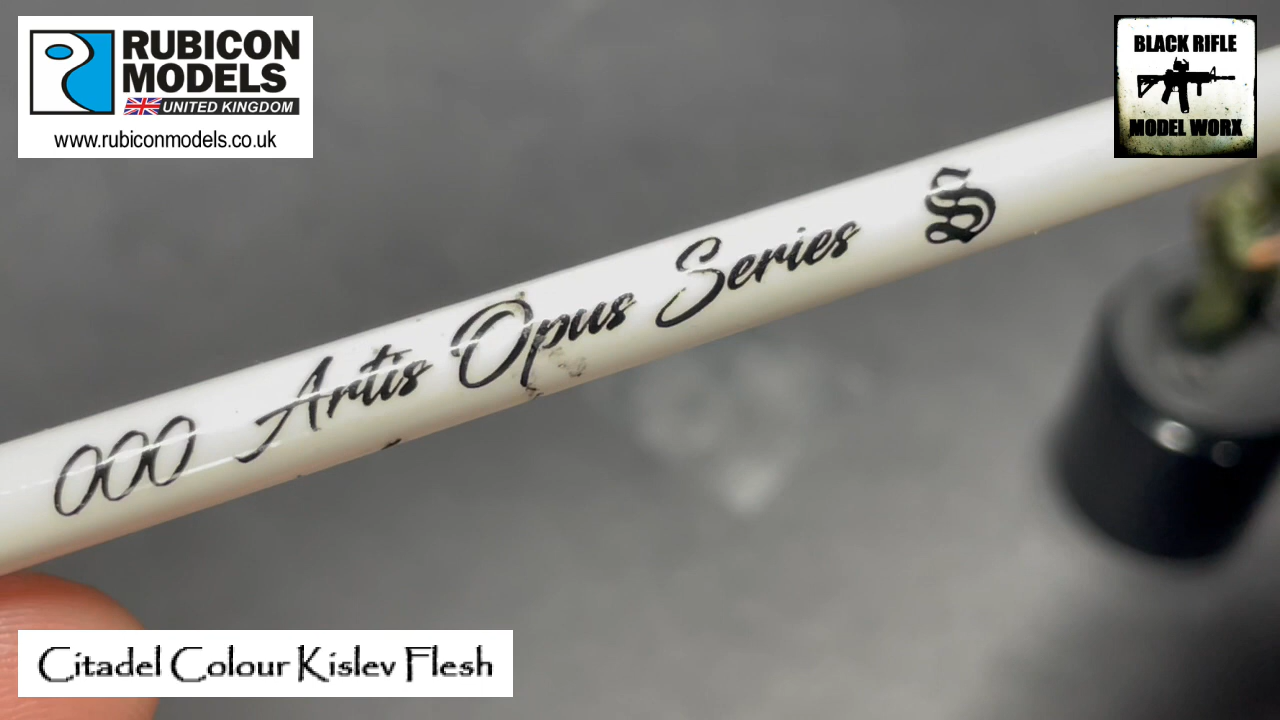 RUBICON
MODELS
UNITED KINGDOM
www.rubiconmodels.co.uk
BLACK RIFLE
MODEL WORX
000 Artis Opus Series S
Citadel Colour Kislev Flesh